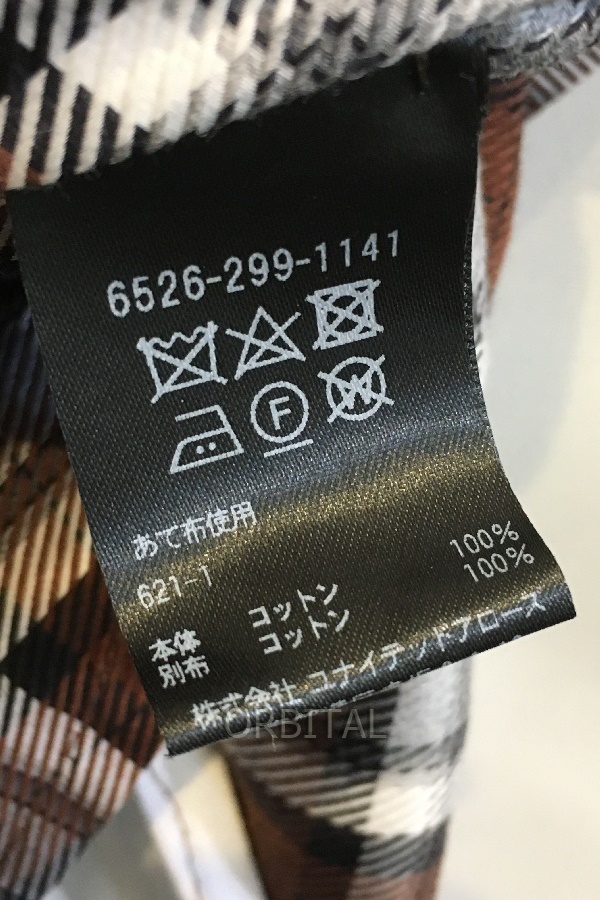 6526-299-1141
F
W
あて布使用
621-1
本体 コットン 100%
別布 コットン 100%
株式会社 ユナイテッドアローズ
ORBITAL